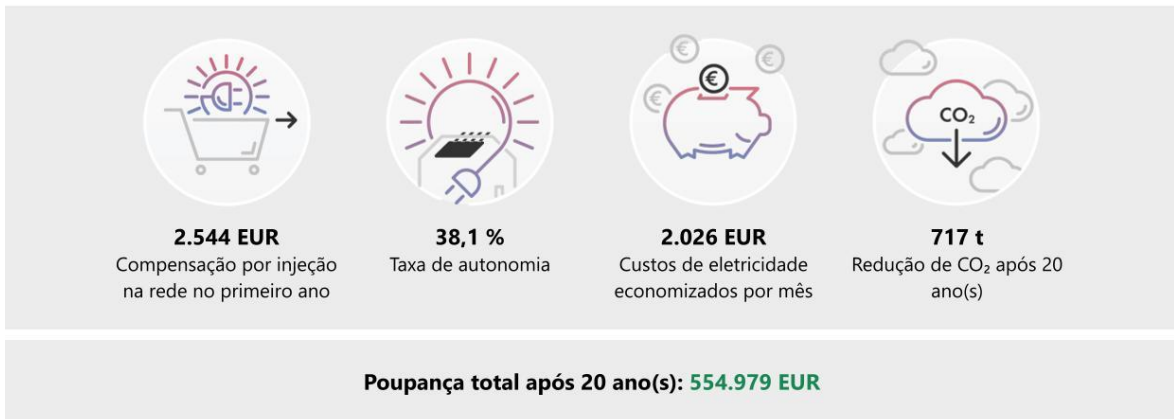 CO₂
2.544 EUR
Compensação por injeção
na rede no primeiro ano
38,1 %
Taxa de autonomia
2.026 EUR
Custos de eletricidade
economizados por mês
717 t
Redução de CO₂ após 20
ano(s)
Poupança total após 20 ano(s): 554.979 EUR